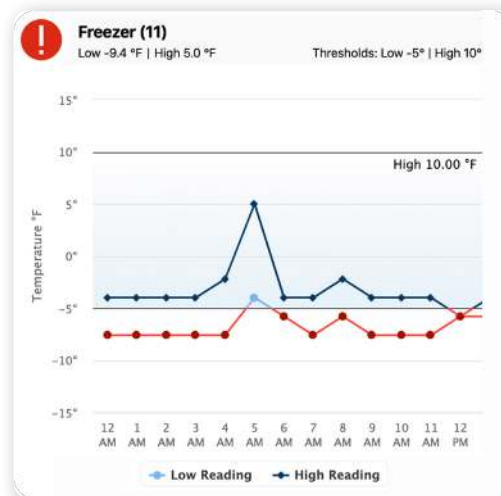 Freezer (11)
Low -9.4 °F | High 5.0 °F
Thresholds: Low -5° | High 10°
15°
10°
High 10.00 °F
5°
0°
-5°
-10°
-15°
Temperature °F
12 AM
1 AM
2 AM
3 AM
4 AM
5 AM
6 AM
7 AM
8 AM
9 AM
10 AM
11 AM
12 PM
Low Reading
High Reading